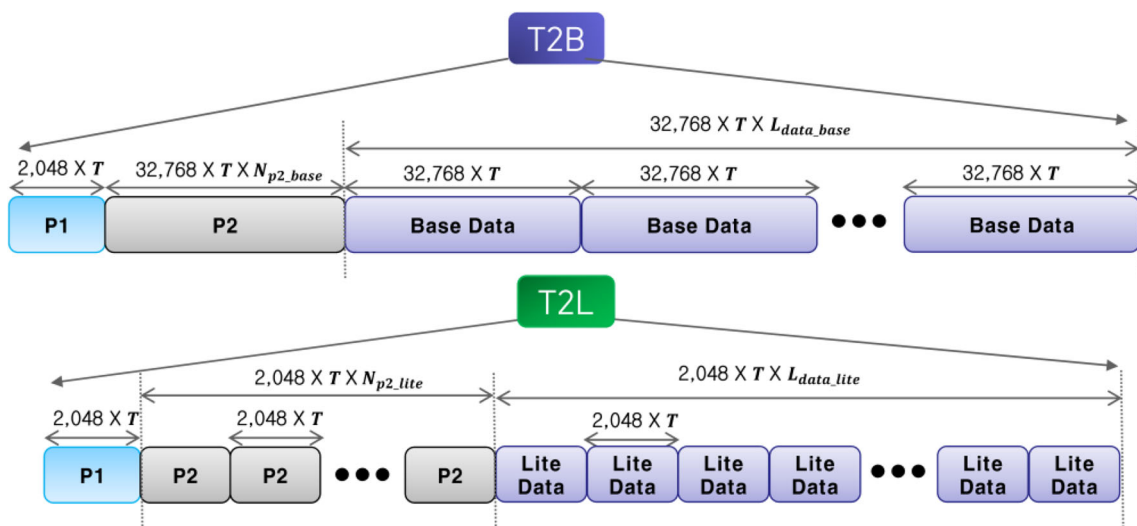 T2B
32,768 X T X L_data_base
2,048 X T
32,768 X T X N_p2_base
32,768 X T
32,768 X T
32,768 X T
P1
P2
Base Data
Base Data
●●●
Base Data
T2L
2,048 X T X N_p2_lite
2,048 X T X L_data_lite
2,048 X T
2,048 X T
2,048 X T
P1
P2
P2
●●●
P2
Lite
Data
Lite
Data
Lite
Data
Lite
Data
●●●
Lite
Data
Lite
Data